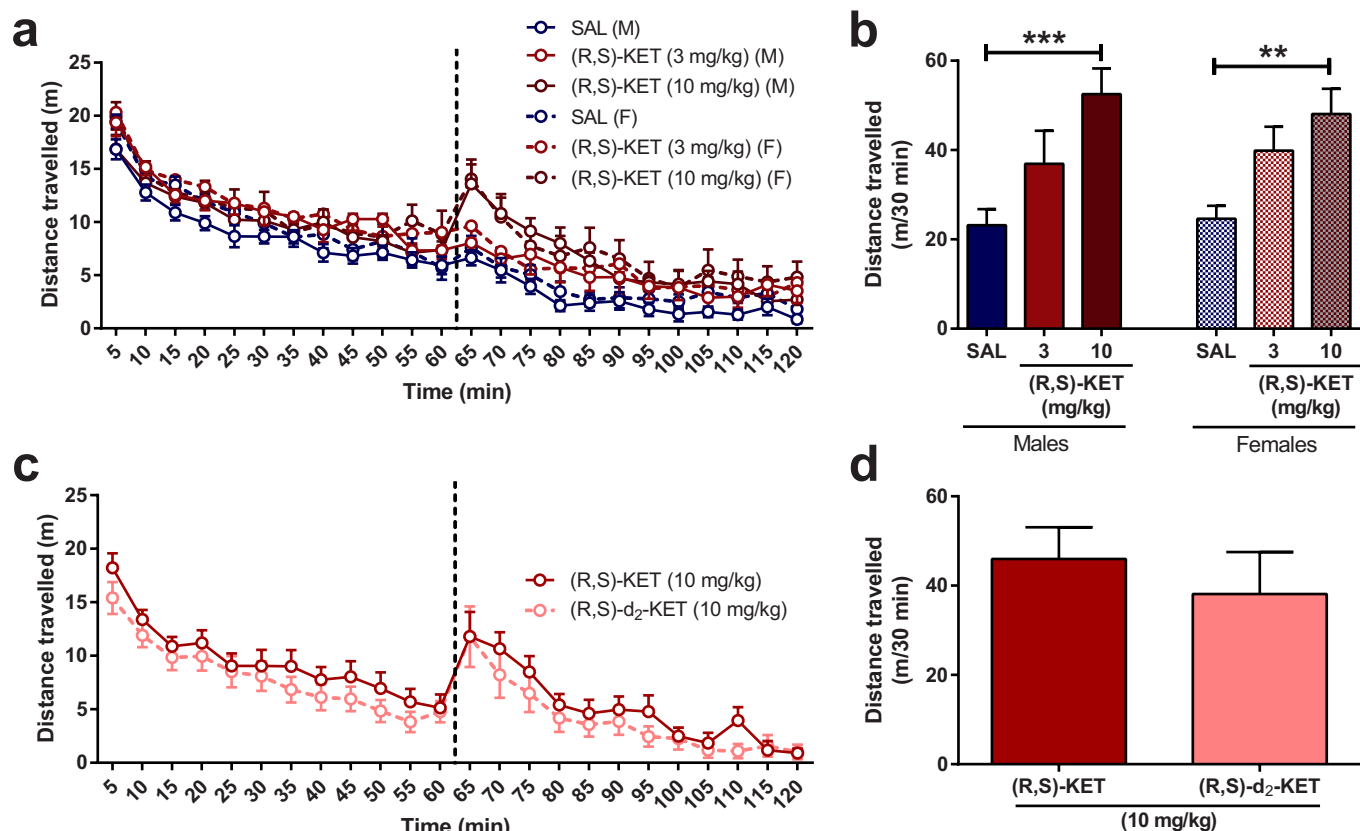 a
SAL (M)
(R,S)-KET (3 mg/kg) (M)
(R,S)-KET (10 mg/kg) (M)
SAL (F)
(R,S)-KET (3 mg/kg) (F)
(R,S)-KET (10 mg/kg) (F)
Distance travelled (m)
25
20
15
10
5
0
5 10 15 20 25 30 35 40 45 50 55 60 65 70 75 80 85 90 95 100 105 110 115 120
Time (min)
b
Distance travelled
(m/30 min)
60
40
20
0
*** **
SAL 3 10 SAL 3 10
(R,S)-KET (R,S)-KET
(mg/kg) (mg/kg)
Males Females
c
(R,S)-KET (10 mg/kg)
(R,S)-d₂-KET (10 mg/kg)
Distance travelled (m)
25
20
15
10
5
0
5 10 15 20 25 30 35 40 45 50 55 60 65 70 75 80 85 90 95 100 105 110 115 120
Time (min)
d
Distance travelled
(m/30 min)
60
40
20
0
(R,S)-KET (R,S)-d₂-KET
(10 mg/kg)